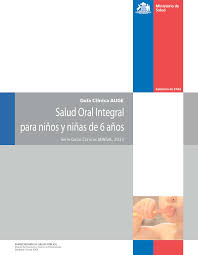 Ministerio de
Salud
Gobierno de Chile
Guía Clínica AUGE
Salud Oral Integral
para niños y niñas de 6 años
Serie Guías Clínicas MINSAL, 2013